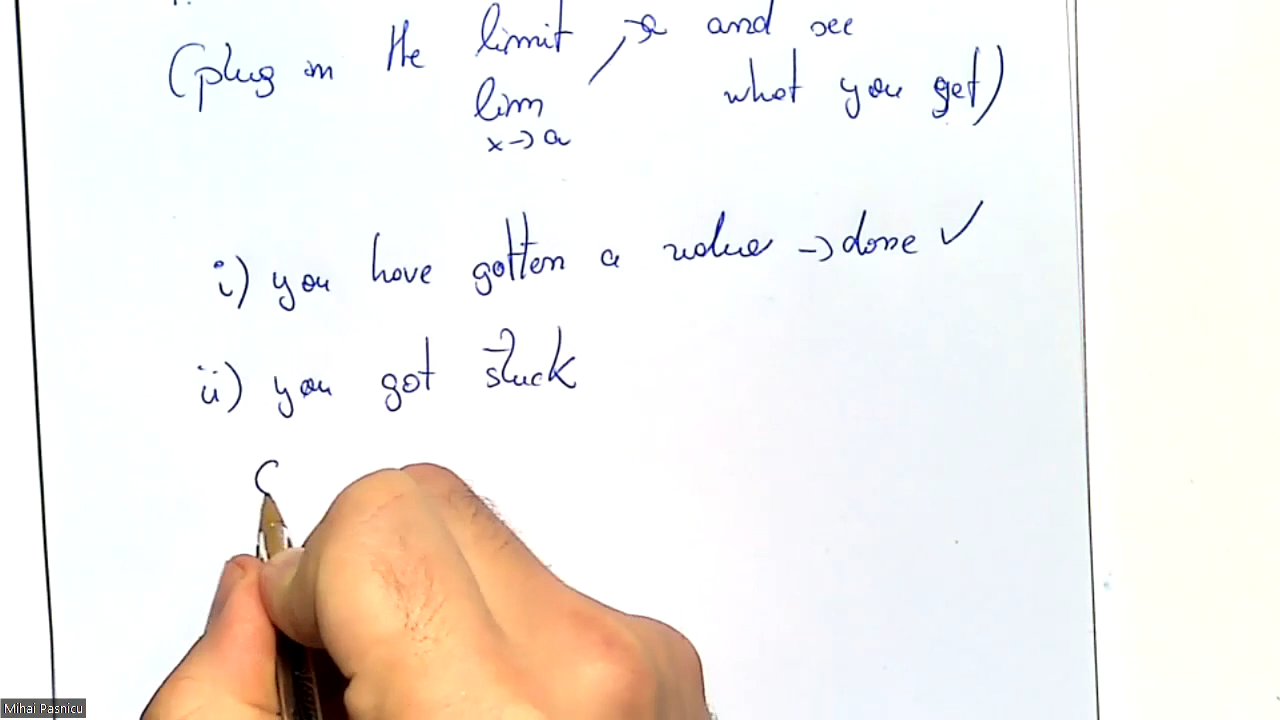 (plug in the limit → a and see
lim what you get)
x→a
i) you have gotten a value → done ✓
ii) you got stuck
Mihai Pasnicu